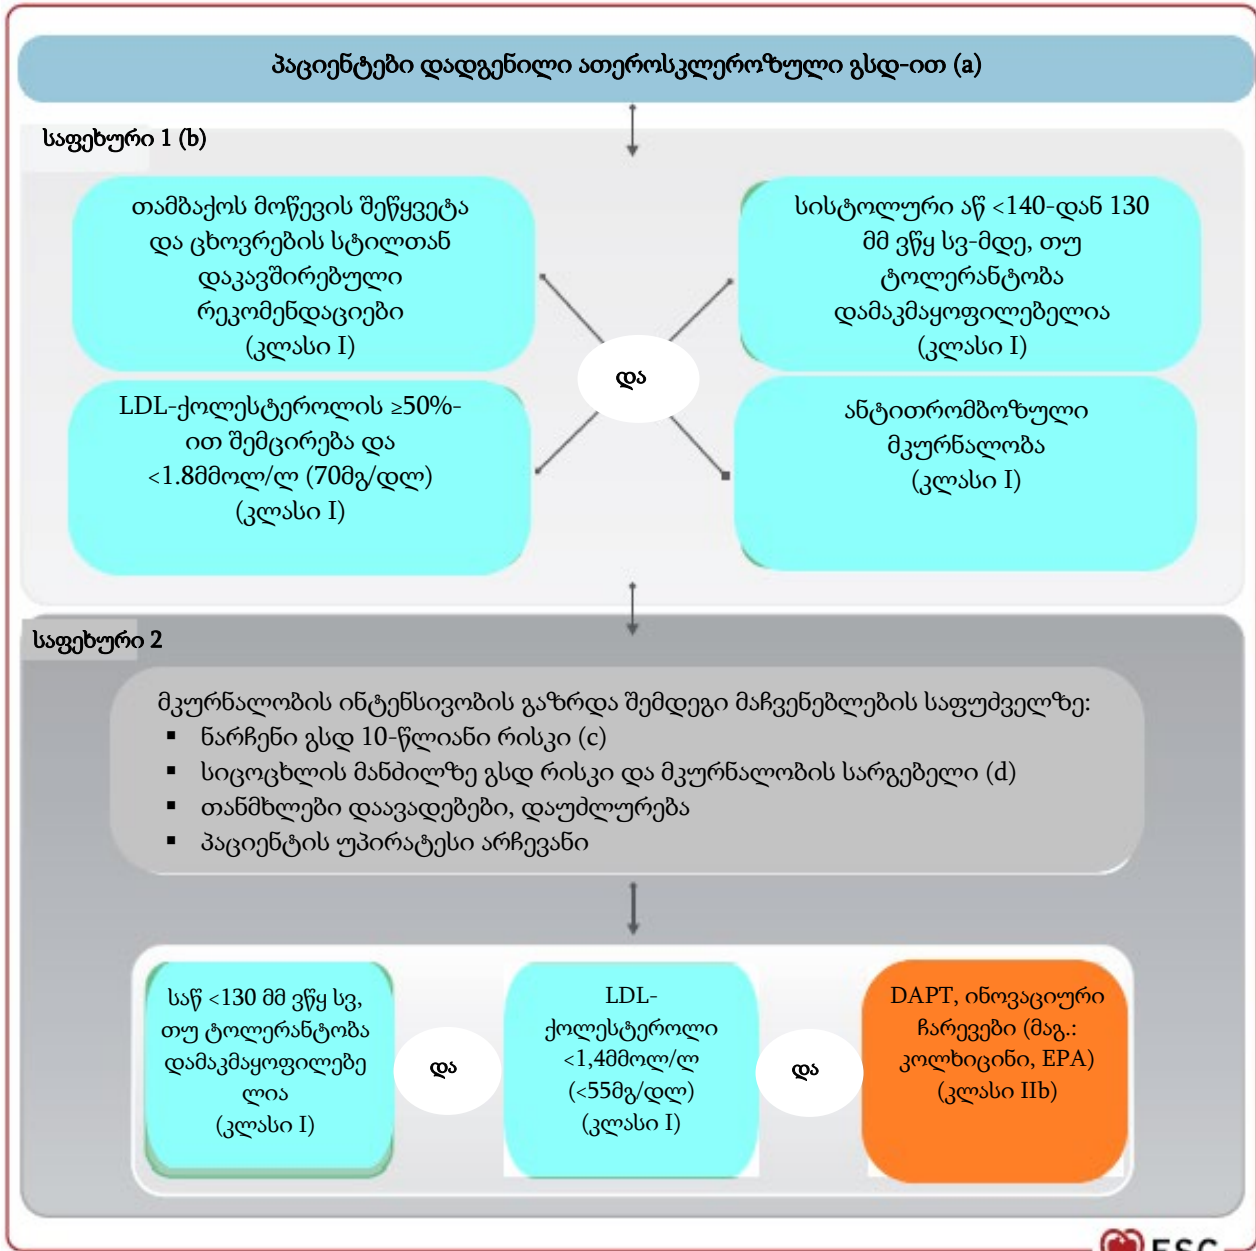 პაციენტები დადგენილი ათეროსკლეროზული გსდ-ით (a)
საფეხური 1 (b)
თამბაქოს მოწევის შეწყვეტა
და ცხოვრების სტილთან
დაკავშირებული
რეკომენდაციები
(კლასი I)
სისტოლური აწ <140-დან 130
მმ ვწყ სვ-მდე, თუ
ტოლერანტობა
დამაკმაყოფილებელია
(კლასი I)
და
LDL-ქოლესტეროლის ≥50%-
ით შემცირება და
<1.8მმოლ/ლ (70მგ/დლ)
(კლასი I)
ანტითრომბოზული
მკურნალობა
(კლასი I)
საფეხური 2
მკურნალობის ინტენსივობის გაზრდა შემდეგი მაჩვენებლების საფუძველზე:
▪ ნარჩენი გსდ 10-წლიანი რისკი (c)
▪ სიცოცხლის მანძილზე გსდ რისკი და მკურნალობის სარგებელი (d)
▪ თანმხლები დაავადებები, დაუძლურება
▪ პაციენტის უპირატესი არჩევანი
საწ <130 მმ ვწყ სვ,
თუ ტოლერანტობა
დამაკმაყოფილებე
ლია
(კლასი I)
და
LDL-
ქოლესტეროლი
<1,4მმოლ/ლ
(<55მგ/დლ)
(კლასი I)
და
DAPT, ინოვაციური
ჩარევები (მაგ.:
კოლხიცინი, EPA)
(კლასი IIb)
ESC